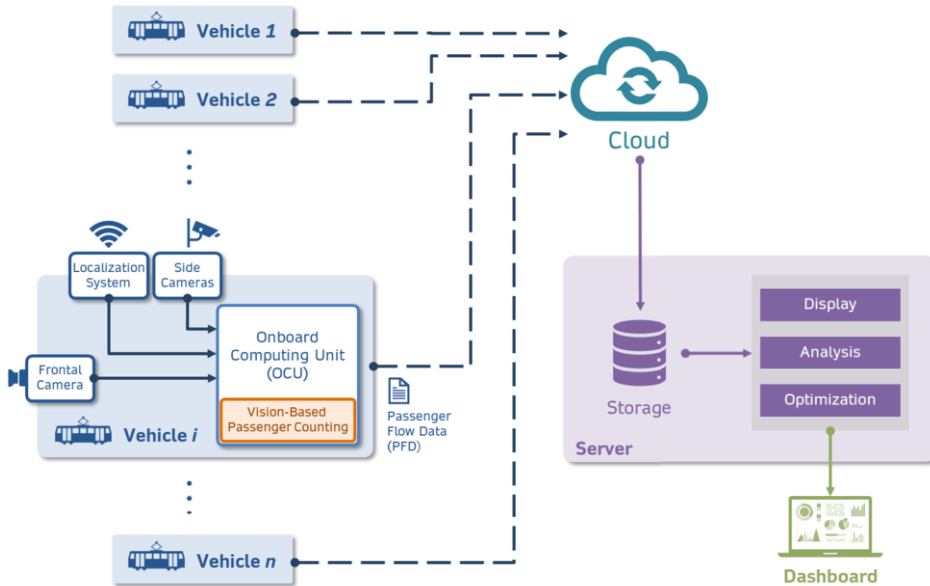 Vehicle 1
Vehicle 2
Cloud
Localization
System
Side
Cameras
Frontal
Camera
Onboard
Computing Unit
(OCU)
Vision-Based
Passenger Counting
Vehicle i
Passenger
Flow Data
(PFD)
Vehicle n
Storage
Server
Display
Analysis
Optimization
Dashboard